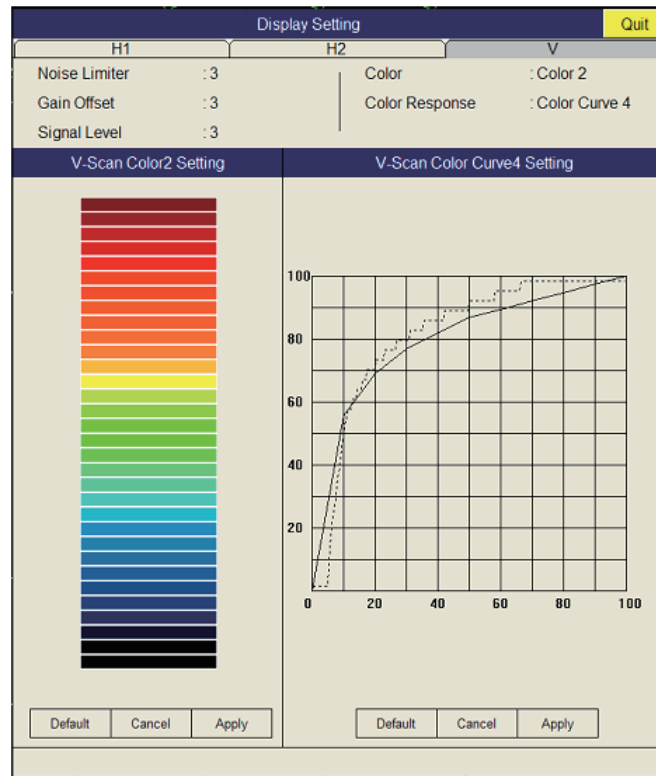 Display Setting
Quit
H1 H2 V
Noise Limiter : 3 Color : Color 2
Gain Offset : 3 Color Response : Color Curve 4
Signal Level : 3
V-Scan Color2 Setting V-Scan Color Curve4 Setting
100
80
60
40
20
0 20 40 60 80 100
Default Cancel Apply Default Cancel Apply